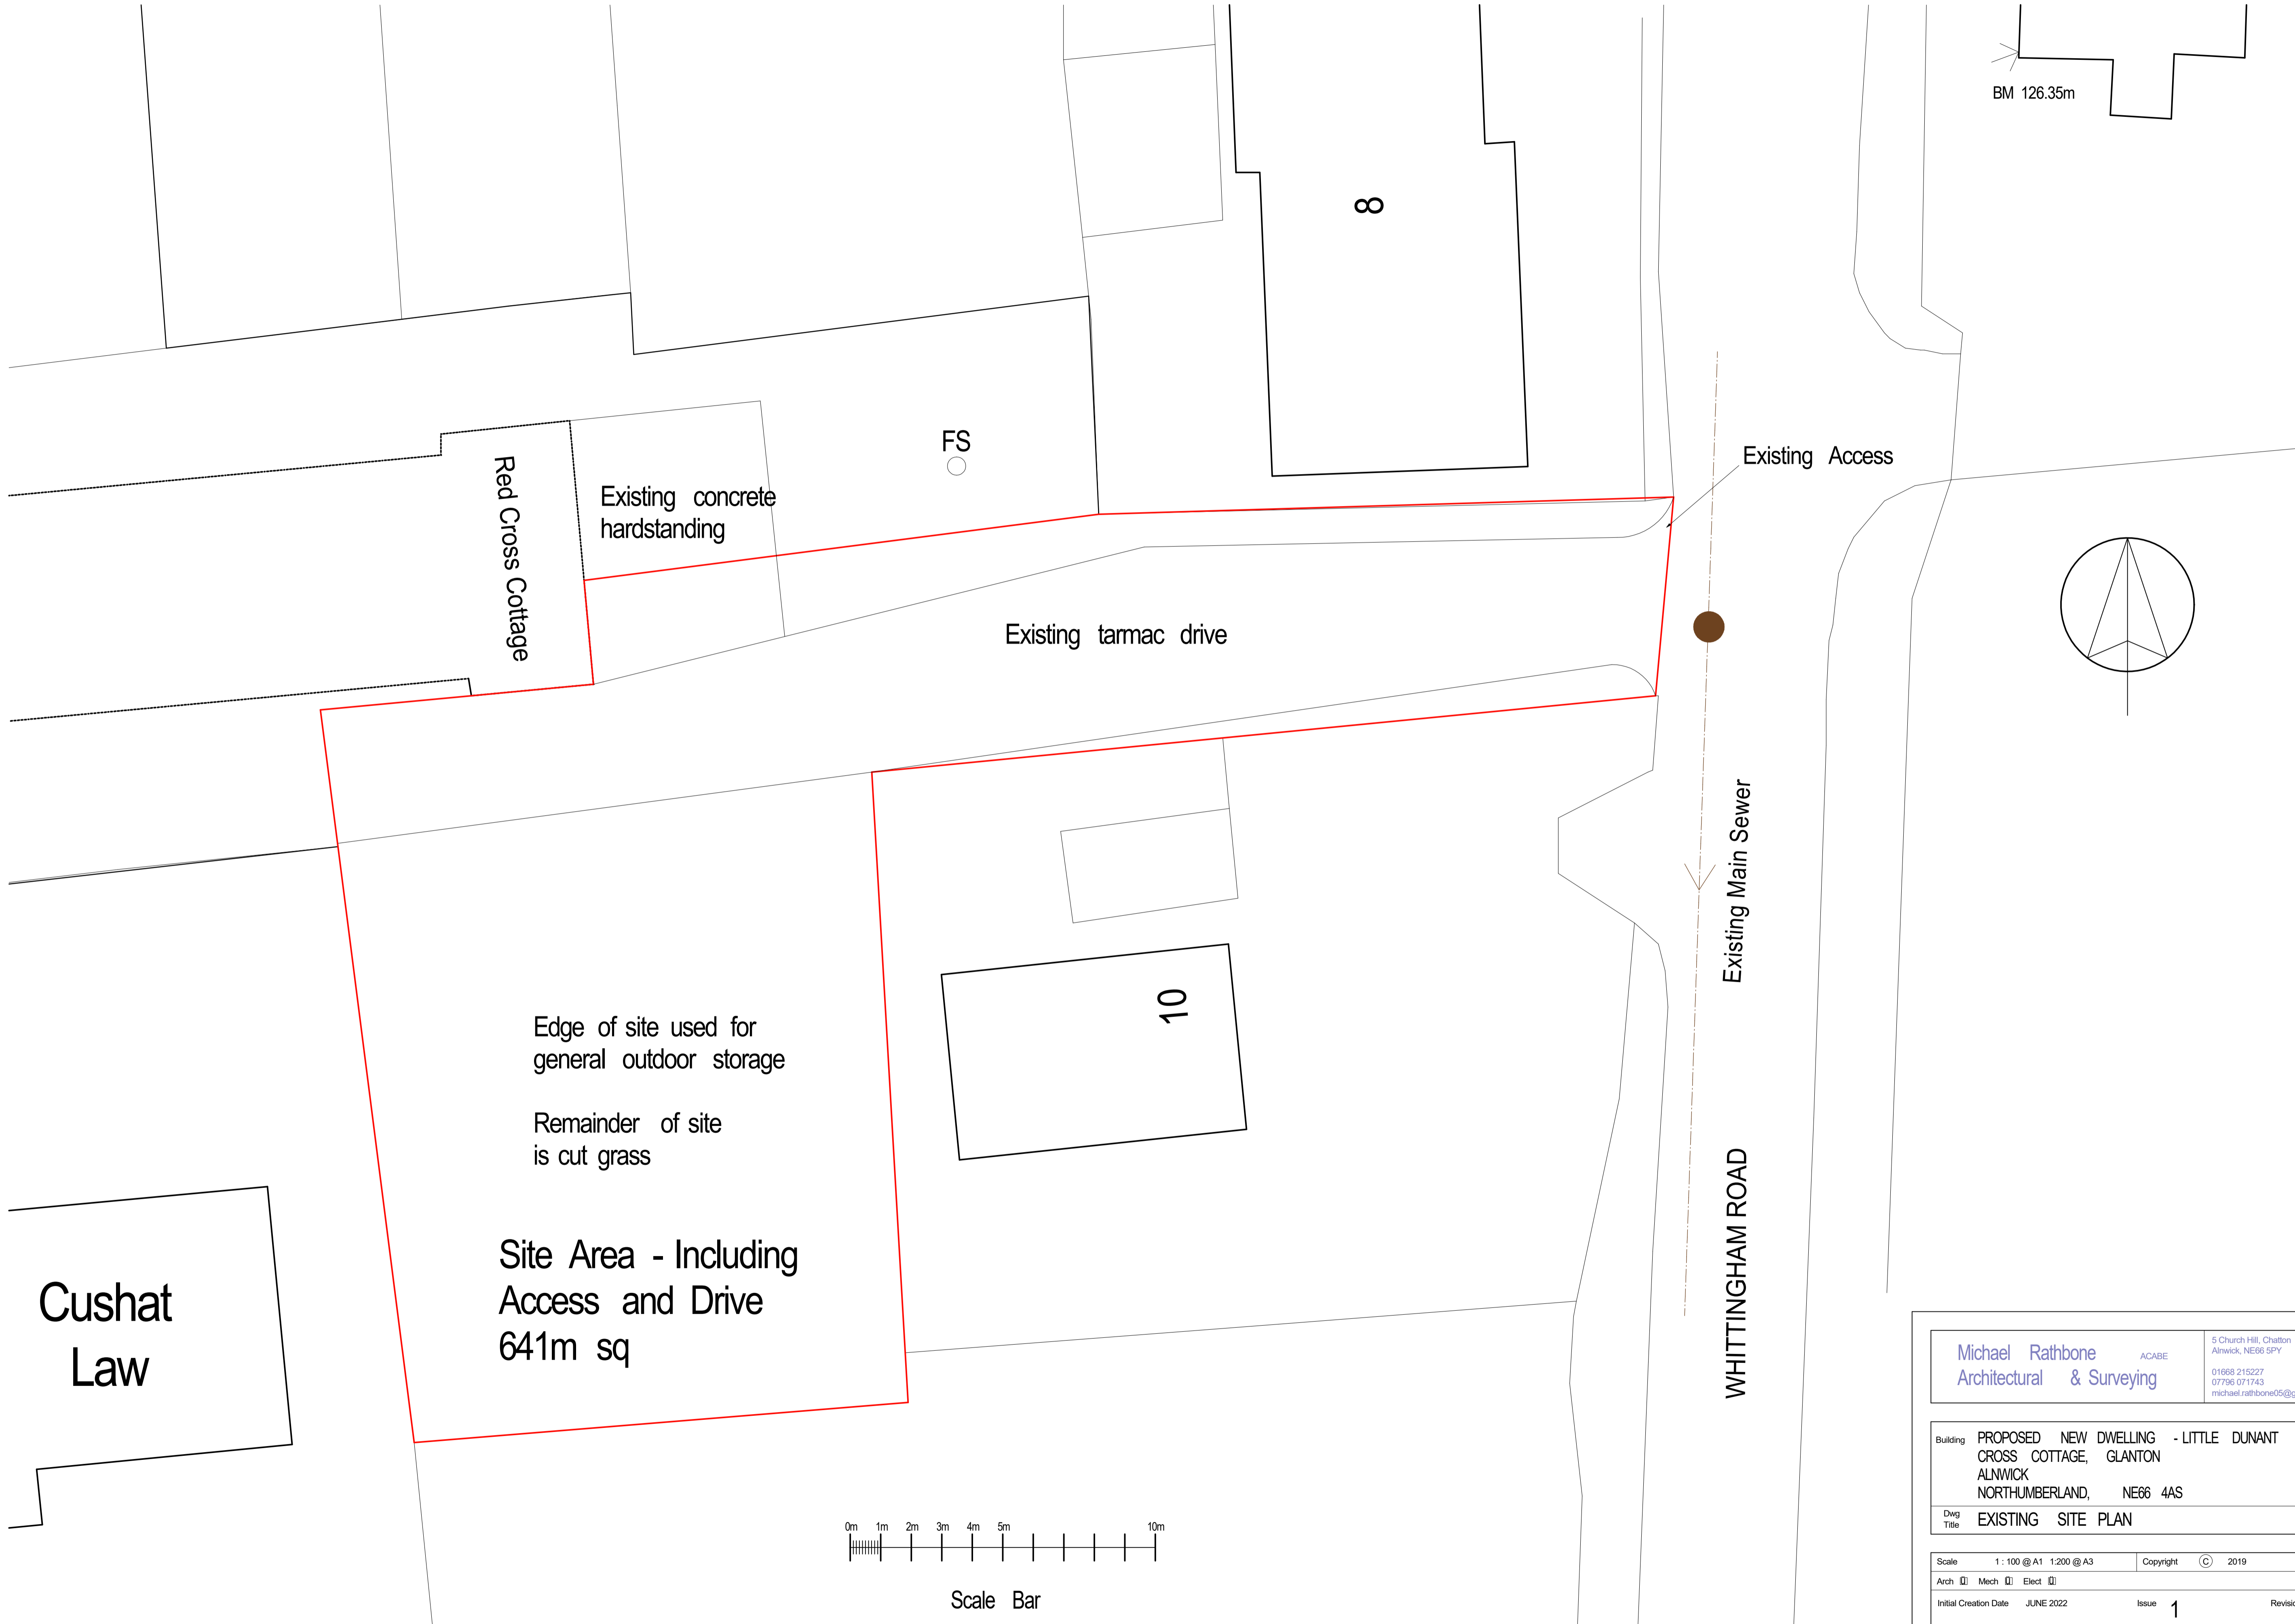 BM 126.35m
8
FS
Existing Access
Red Cross Cottage
Existing concrete
hardstanding
Existing tarmac drive
Existing Main Sewer
10
Edge of site used for
general outdoor storage
Remainder of site
is cut grass
WHITTINGHAM ROAD
Site Area - Including
Access and Drive
641m sq
Cushat
Law
0m 1m 2m 3m 4m 5m 10m
Scale Bar
Michael Rathbone ACABE
Architectural & Surveying
5 Church Hill, Chatton
Alnwick, NE66 5PY
01668 215227
07796 071743
michael.rathbone05@g
Building PROPOSED NEW DWELLING - LITTLE DUNANT
CROSS COTTAGE, GLANTON
ALNWICK
NORTHUMBERLAND, NE66 4AS
Dwg
Title EXISTING SITE PLAN
Scale 1 : 100 @ A1 1:200 @ A3 Copyright © 2019
Arch Mech Elect
Initial Creation Date JUNE 2022 Issue 1